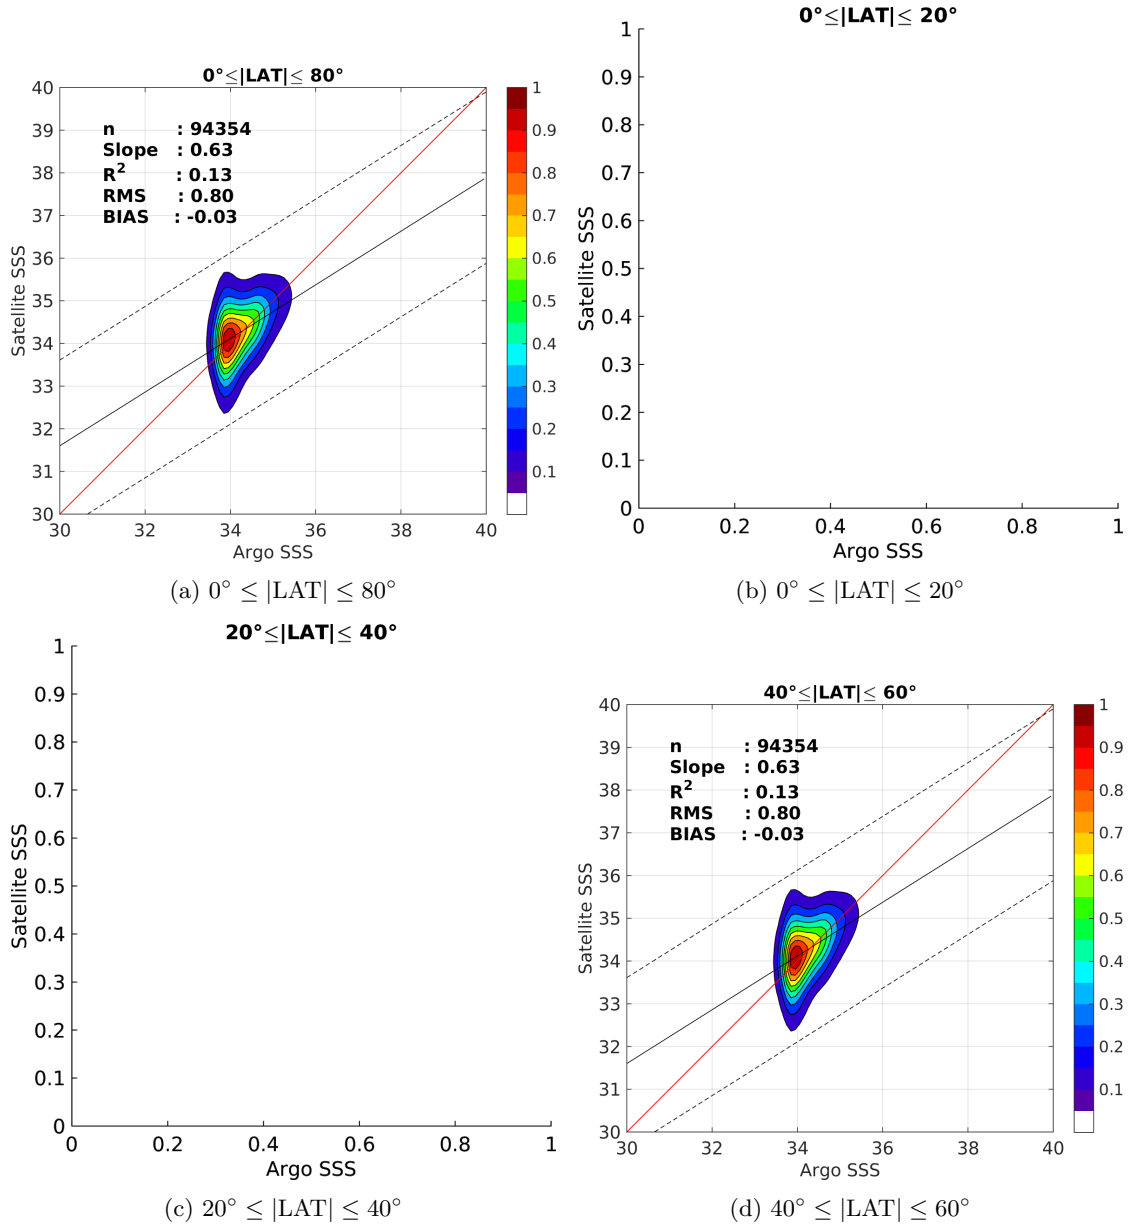 0°≤|LAT|≤ 80°
40
39
38
37
36
35
34
33
32
31
30
Satellite SSS
n : 94354
Slope : 0.63
R² : 0.13
RMS : 0.80
BIAS : -0.03
30 32 34 36 38 40
Argo SSS
1
0.9
0.8
0.7
0.6
0.5
0.4
0.3
0.2
0.1
(a) 0° ≤ |LAT| ≤ 80°
0°≤|LAT|≤ 20°
1
0.9
0.8
0.7
0.6
0.5
0.4
0.3
0.2
0.1
0
Satellite SSS
0 0.2 0.4 0.6 0.8 1
Argo SSS
(b) 0° ≤ |LAT| ≤ 20°
20°≤|LAT|≤ 40°
1
0.9
0.8
0.7
0.6
0.5
0.4
0.3
0.2
0.1
0
Satellite SSS
0 0.2 0.4 0.6 0.8 1
Argo SSS
(c) 20° ≤ |LAT| ≤ 40°
40°≤|LAT|≤ 60°
40
39
38
37
36
35
34
33
32
31
30
Satellite SSS
n : 94354
Slope : 0.63
R² : 0.13
RMS : 0.80
BIAS : -0.03
30 32 34 36 38 40
Argo SSS
1
0.9
0.8
0.7
0.6
0.5
0.4
0.3
0.2
0.1
(d) 40° ≤ |LAT| ≤ 60°